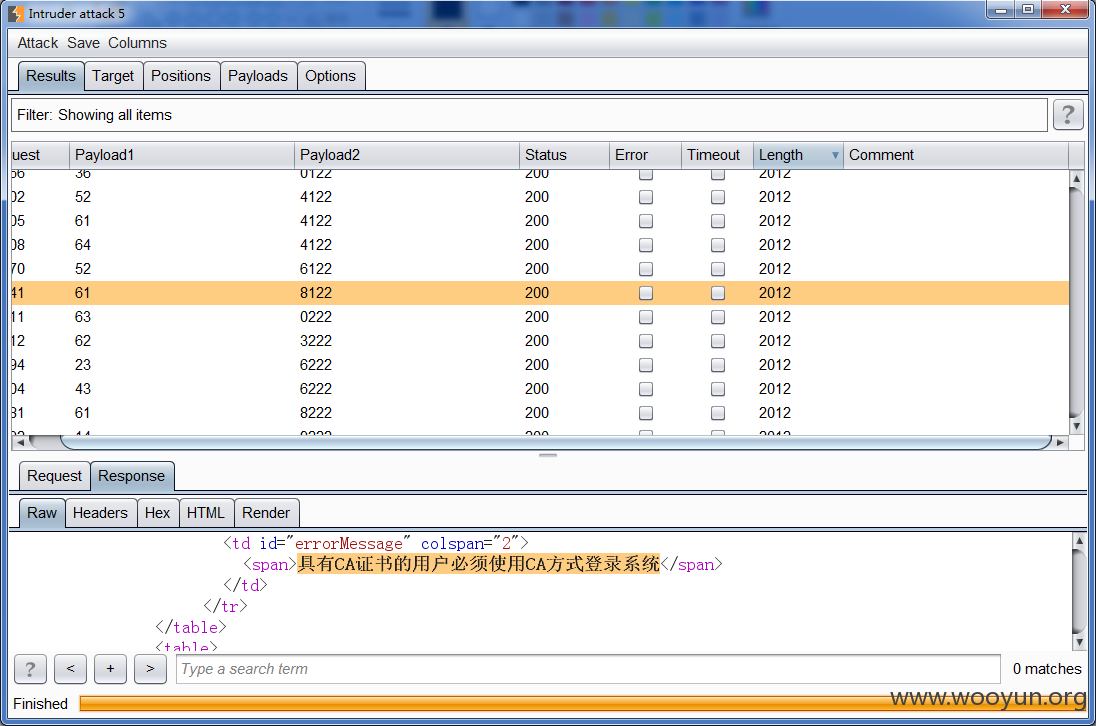 Intruder attack 5
Attack Save Columns
Results Target Positions Payloads Options
Filter: Showing all items ?
uest Payload1 Payload2 Status Error Timeout Length Comment
66 36 0122 200 2012
02 52 4122 200 2012
05 61 4122 200 2012
08 64 4122 200 2012
70 52 6122 200 2012
41 61 8122 200 2012
11 63 0222 200 2012
12 62 3222 200 2012
94 23 6222 200 2012
04 43 6222 200 2012
31 61 8222 200 2012
Request Response
Raw Headers Hex HTML Render
<td id="errorMessage" colspan="2">
<span>具有CA证书的用户必须使用CA方式登录系统</span>
</td>
</tr>
</table>
<table>
? < + > Type a search term 0 matches
Finished
www.wooyun.org